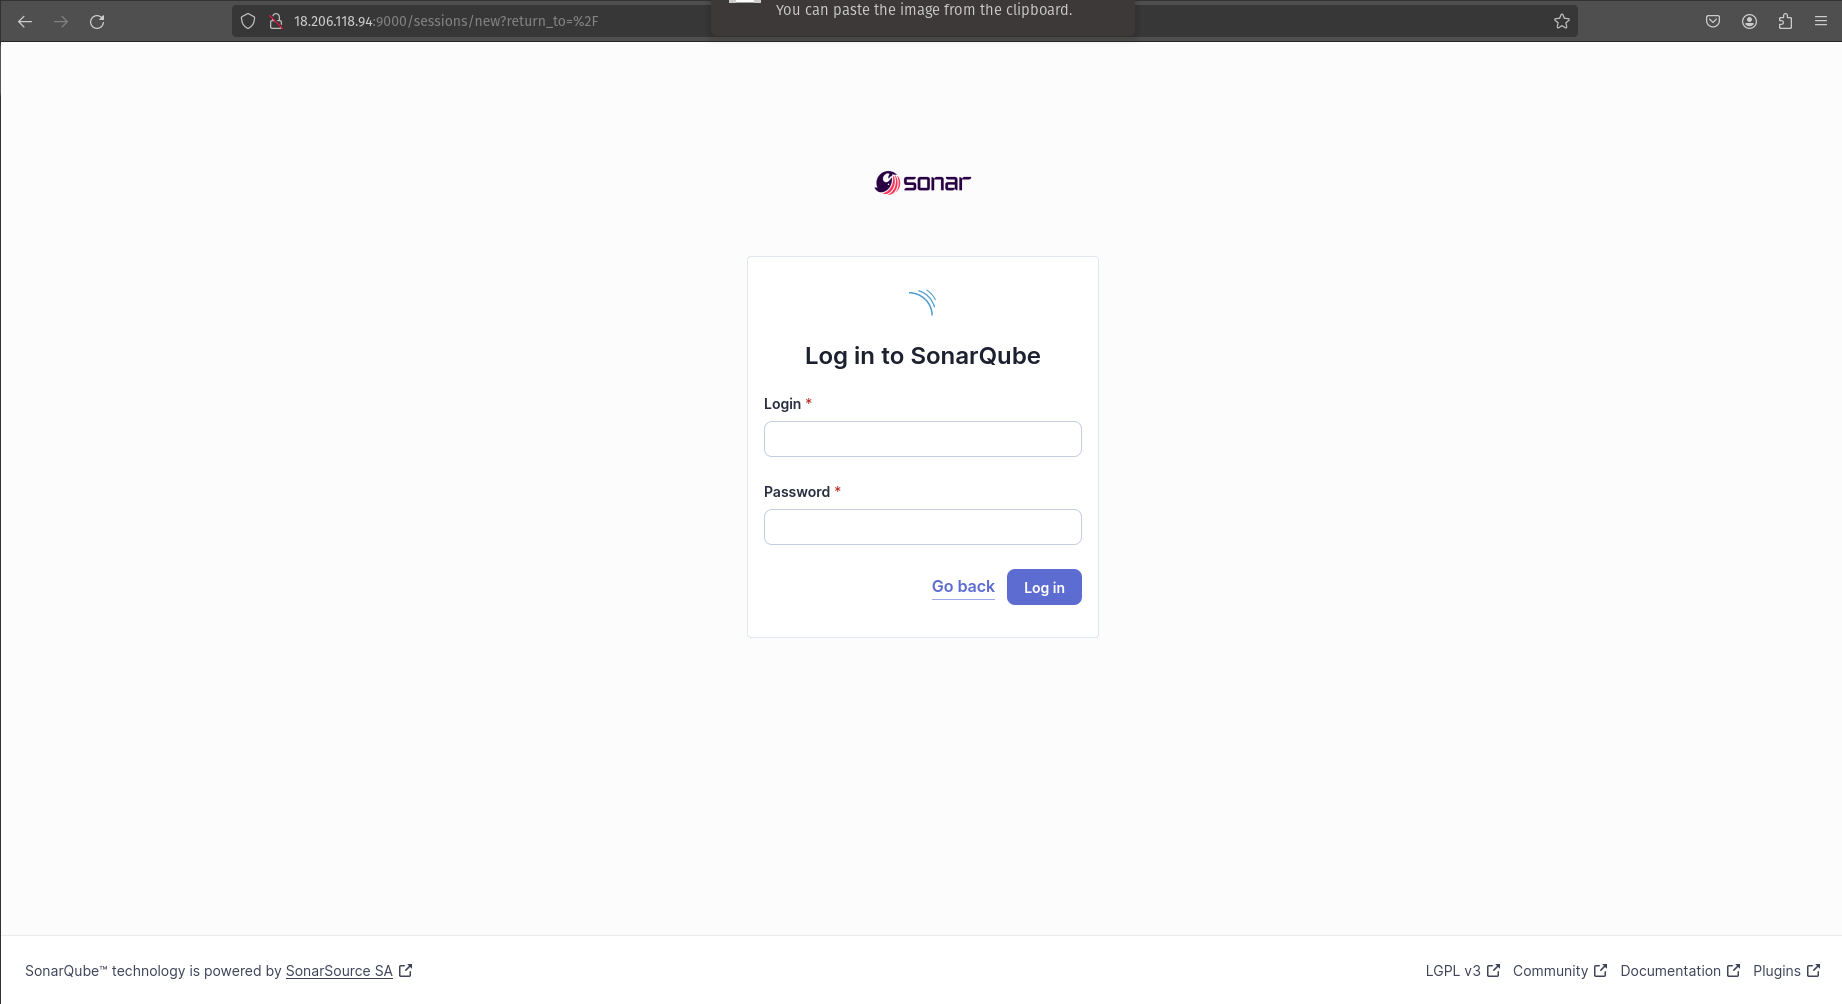 18.206.118.94:9000/sessions/new?return_to=%2F
You can paste the image from the clipboard.
sonar
Log in to SonarQube
Login *
Password *
Go back Log in
SonarQube™ technology is powered by SonarSource SA LGPL v3 Community Documentation Plugins